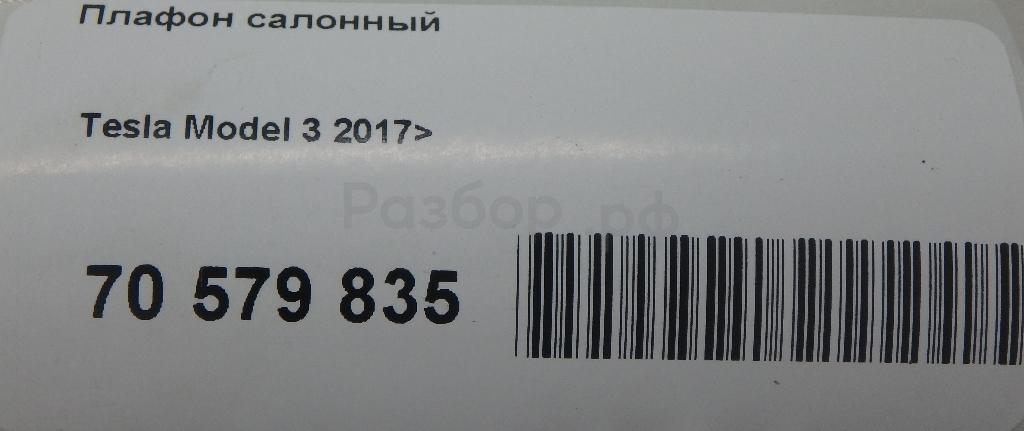 Плафон салонный
Tesla Model 3 2017>
Разбор.рф
70 579 835